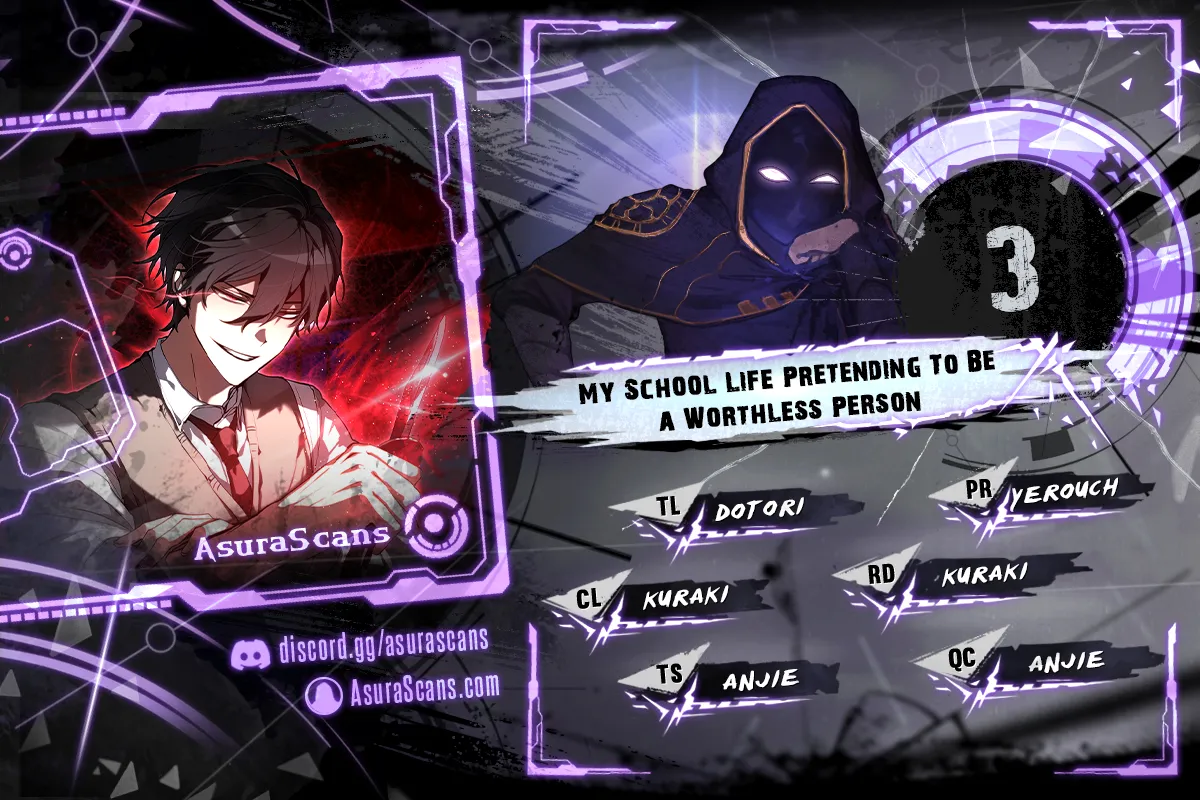 3
MY SCHOOL LIFE PRETENDING TO BE
A WORTHLESS PERSON
TL DOTORI
PR YEROUCH
CL KURAKI
RD KURAKI
TS ANJIE
QC ANJIE
AsuraScans
discord.gg/asurascans
AsuraScans.com